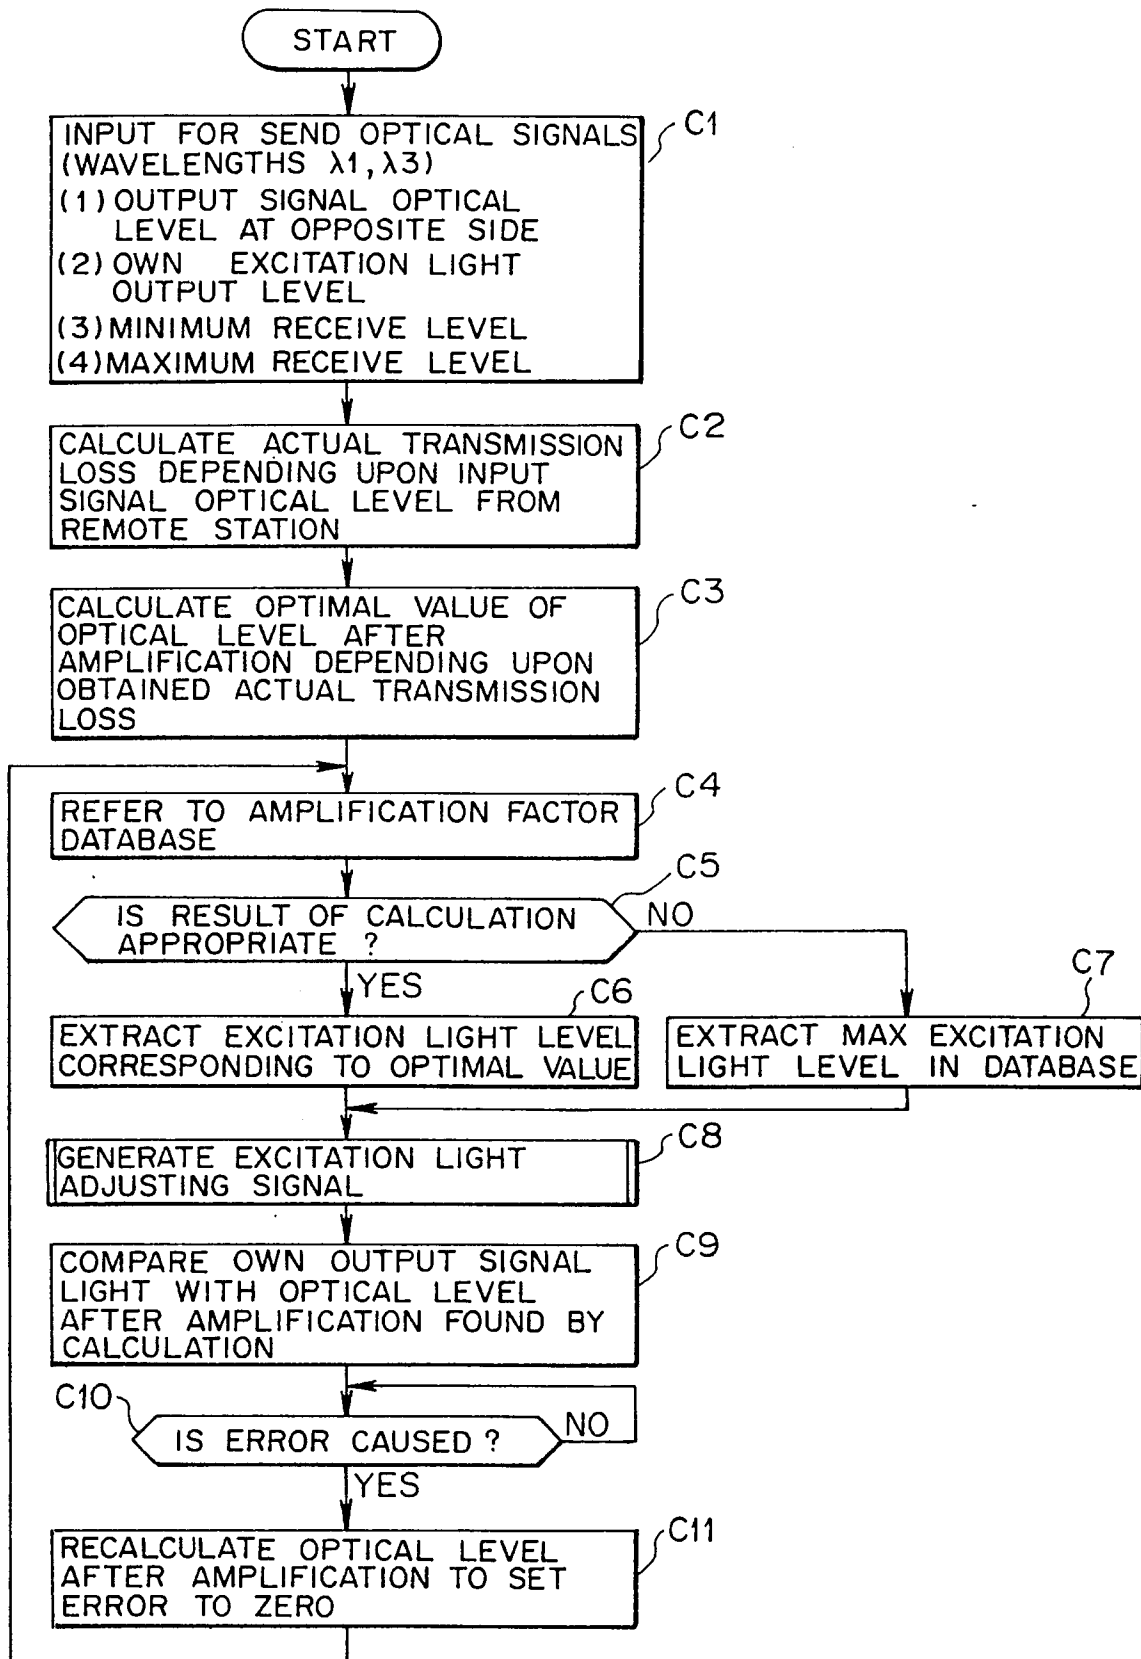 START
C1
INPUT FOR SEND OPTICAL SIGNALS
(WAVELENGTHS λ1, λ3)
(1) OUTPUT SIGNAL OPTICAL
LEVEL AT OPPOSITE SIDE
(2) OWN EXCITATION LIGHT
OUTPUT LEVEL
(3) MINIMUM RECEIVE LEVEL
(4) MAXIMUM RECEIVE LEVEL
C2
CALCULATE ACTUAL TRANSMISSION
LOSS DEPENDING UPON INPUT
SIGNAL OPTICAL LEVEL FROM
REMOTE STATION
C3
CALCULATE OPTIMAL VALUE OF
OPTICAL LEVEL AFTER
AMPLIFICATION DEPENDING UPON
OBTAINED ACTUAL TRANSMISSION
LOSS
C4
REFER TO AMPLIFICATION FACTOR
DATABASE
C5
IS RESULT OF CALCULATION
APPROPRIATE ?
NO
YES
C6
EXTRACT EXCITATION LIGHT LEVEL
CORRESPONDING TO OPTIMAL VALUE
C7
EXTRACT MAX EXCITATION
LIGHT LEVEL IN DATABASE
C8
GENERATE EXCITATION LIGHT
ADJUSTING SIGNAL
C9
COMPARE OWN OUTPUT SIGNAL
LIGHT WITH OPTICAL LEVEL
AFTER AMPLIFICATION FOUND BY
CALCULATION
C10
IS ERROR CAUSED ?
NO
YES
C11
RECALCULATE OPTICAL LEVEL
AFTER AMPLIFICATION TO SET
ERROR TO ZERO